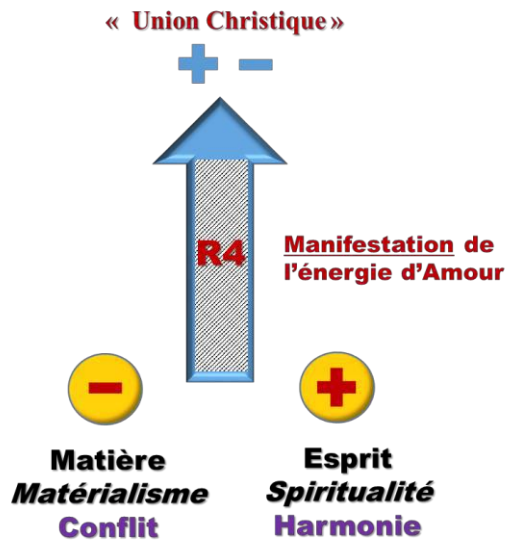 « Union Christique »
+ −
R4
Manifestation de
l’énergie d’Amour
− +
Matière
Matérialisme
Conflit
Esprit
Spiritualité
Harmonie